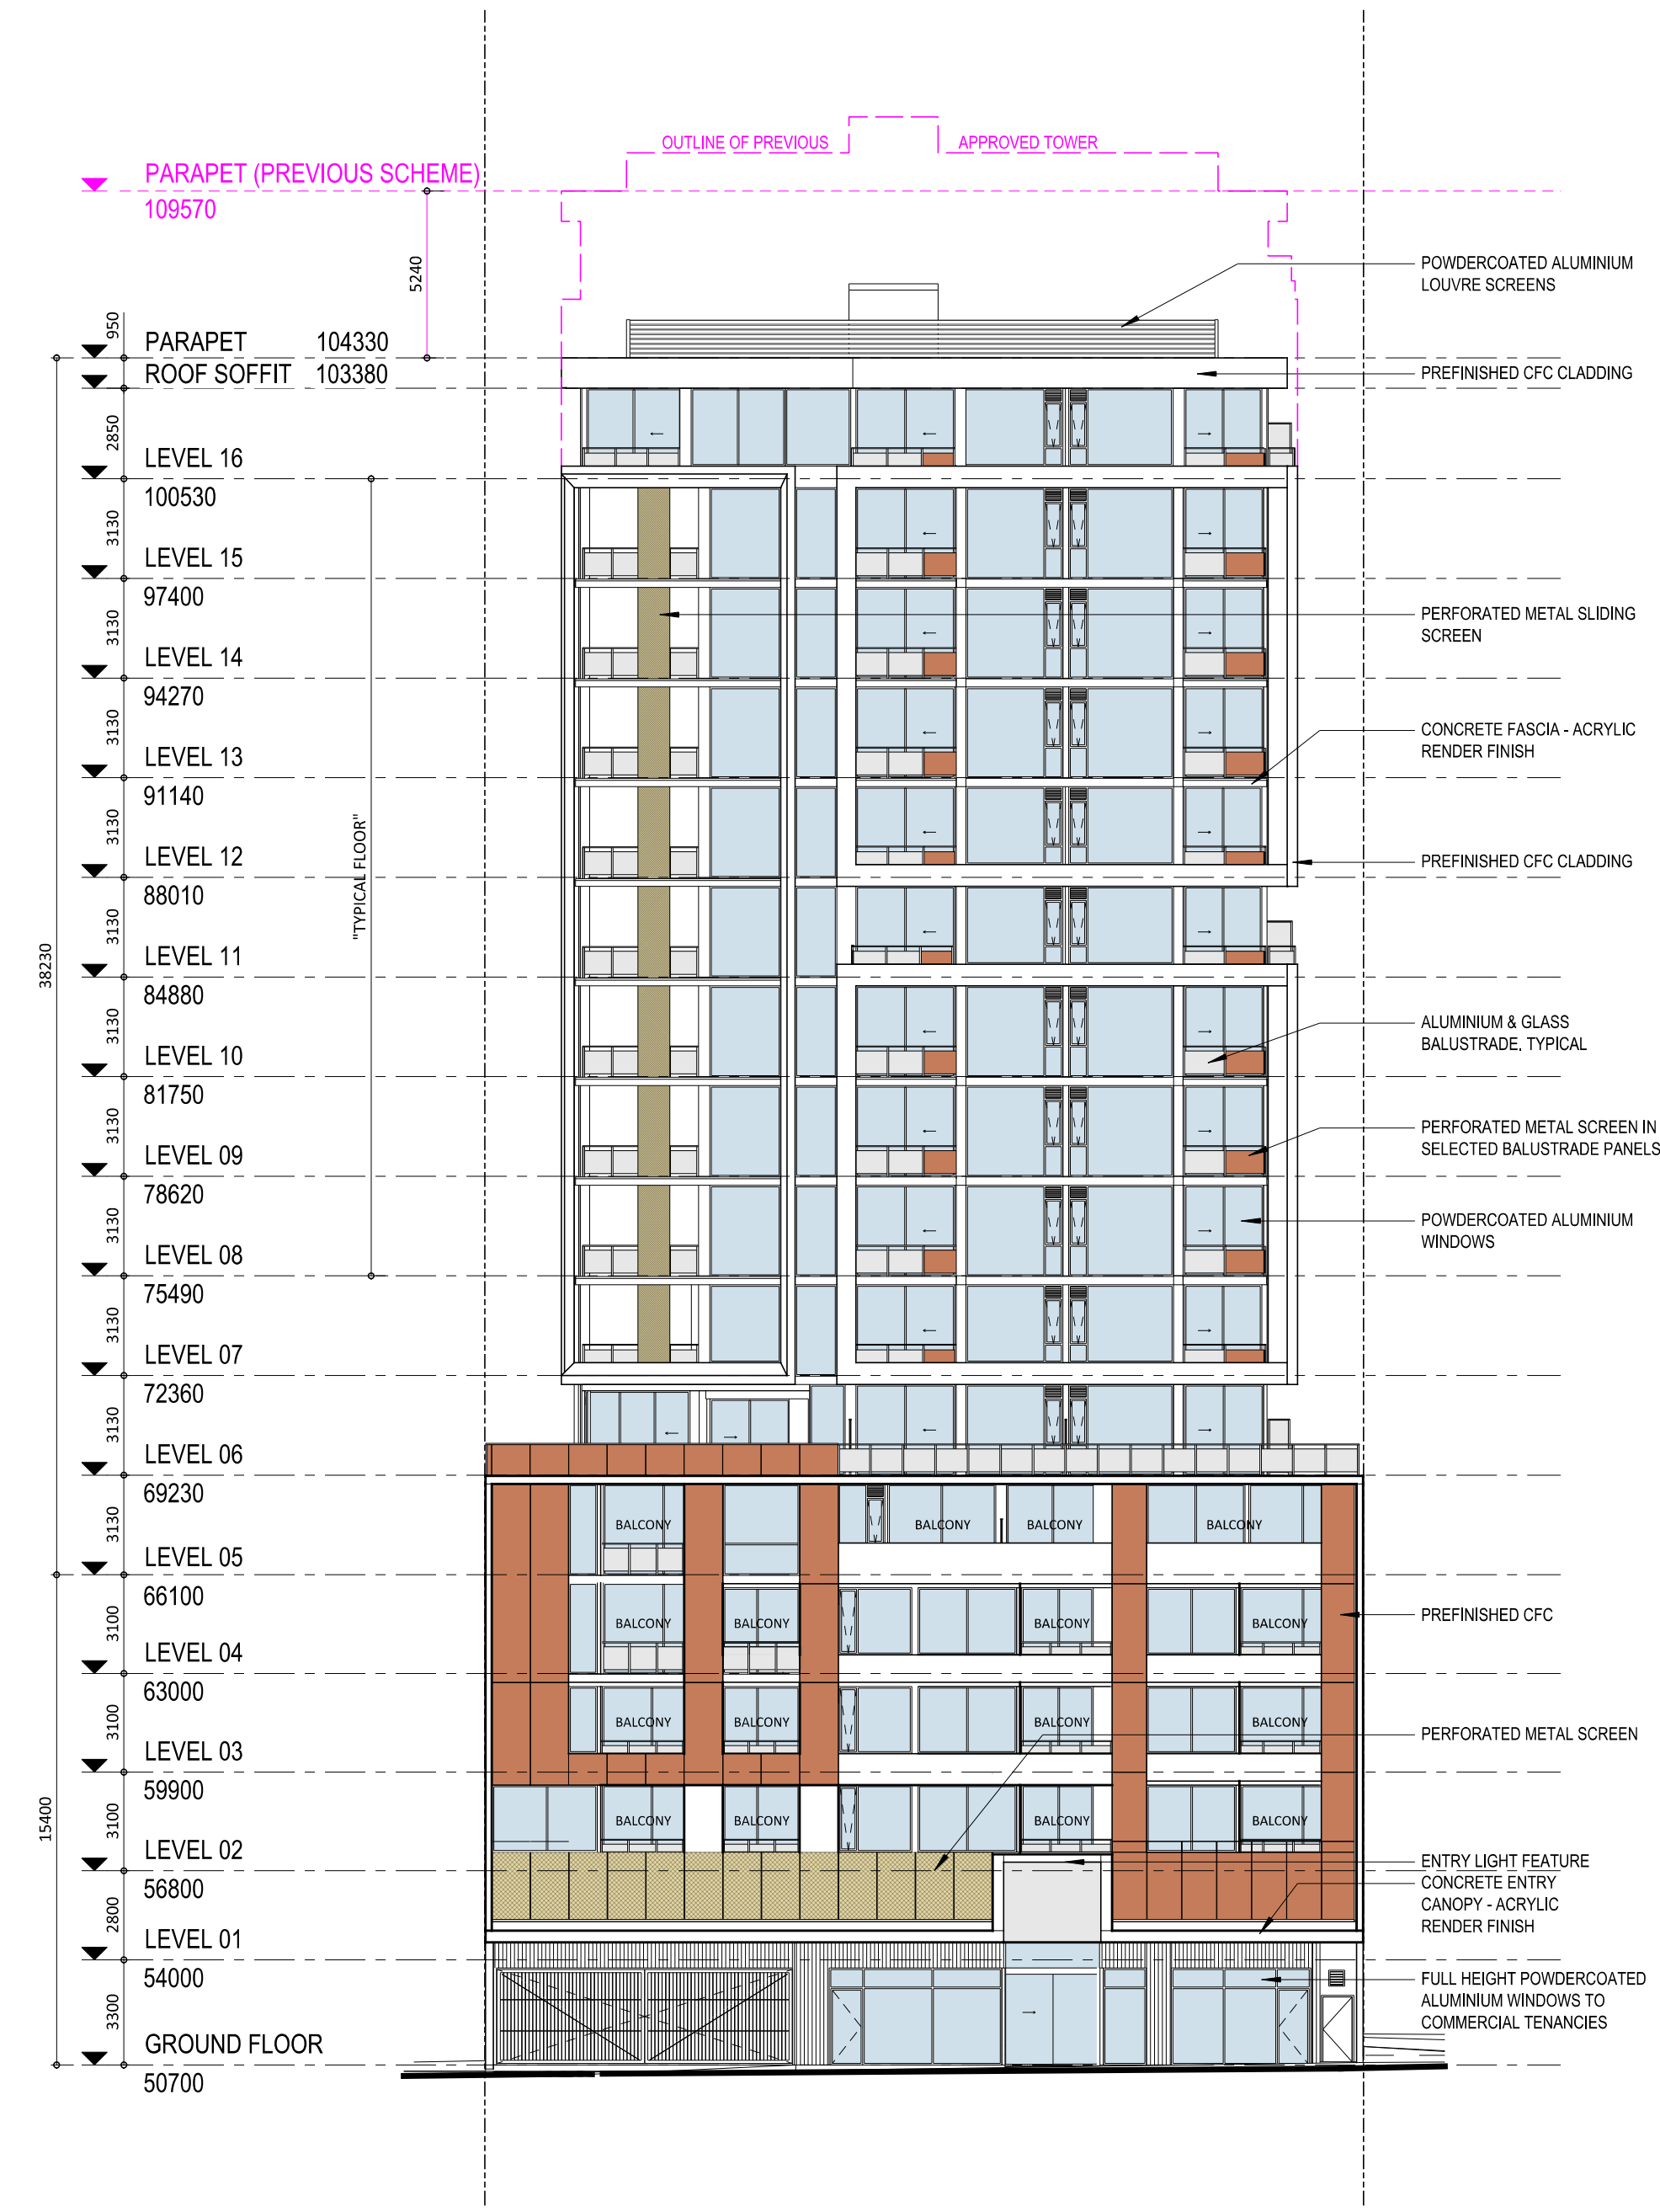 OUTLINE OF PREVIOUS APPROVED TOWER
PARAPET (PREVIOUS SCHEME)
109570
5240
POWDERCOATED ALUMINIUM
LOUVRE SCREENS
950
PARAPET 104330
ROOF SOFFIT 103380
PREFINISHED CFC CLADDING
2850
LEVEL 16
100530
3130
LEVEL 15
97400
PERFORATED METAL SLIDING
SCREEN
3130
LEVEL 14
94270
CONCRETE FASCIA - ACRYLIC
RENDER FINISH
3130
LEVEL 13
91140
3130
"TYPICAL FLOOR"
LEVEL 12
88010
PREFINISHED CFC CLADDING
3130
38230
LEVEL 11
84880
3130
ALUMINIUM & GLASS
BALUSTRADE, TYPICAL
LEVEL 10
81750
3130
PERFORATED METAL SCREEN IN
SELECTED BALUSTRADE PANELS
LEVEL 09
78620
3130
POWDERCOATED ALUMINIUM
WINDOWS
LEVEL 08
75490
3130
LEVEL 07
72360
3130
LEVEL 06
69230
3130
BALCONY BALCONY BALCONY BALCONY
LEVEL 05
66100
3100
BALCONY BALCONY BALCONY BALCONY
PREFINISHED CFC
LEVEL 04
63000
3100
BALCONY BALCONY BALCONY BALCONY
PERFORATED METAL SCREEN
LEVEL 03
59900
15400
3100
BALCONY BALCONY BALCONY BALCONY
LEVEL 02
56800
ENTRY LIGHT FEATURE
CONCRETE ENTRY
CANOPY - ACRYLIC
RENDER FINISH
2800
LEVEL 01
54000
FULL HEIGHT POWDERCOATED
ALUMINIUM WINDOWS TO
COMMERCIAL TENANCIES
3300
GROUND FLOOR
50700